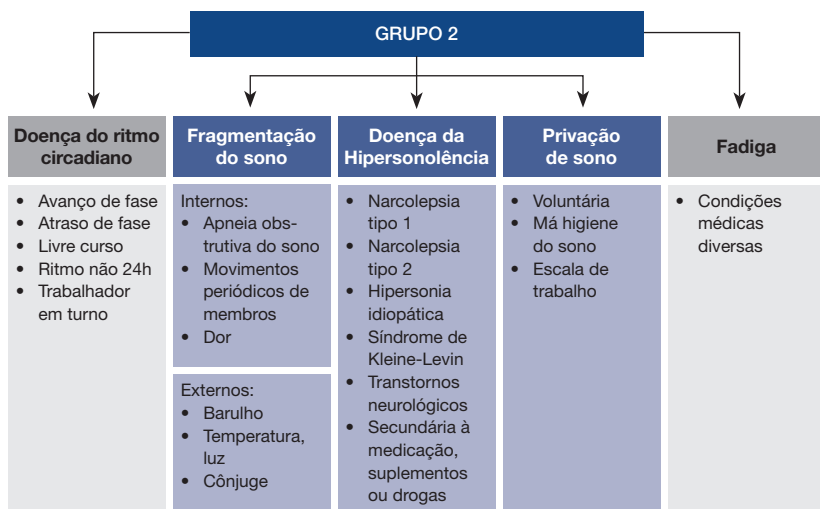 GRUPO 2
Doença do ritmo
circadiano
• Avanço de fase
• Atraso de fase
• Livre curso
• Ritmo não 24h
• Trabalhador
em turno
Fragmentação
do sono
Internos:
• Apneia obs-
trutiva do sono
• Movimentos
periódicos de
membros
• Dor
Externos:
• Barulho
• Temperatura,
luz
• Cônjuge
Doença da
Hipersonolência
• Narcolepsia
tipo 1
• Narcolepsia
tipo 2
• Hipersonia
idiopática
• Síndrome de
Kleine-Levin
• Transtornos
neurológicos
• Secundária à
medicação,
suplementos
ou drogas
Privação
de sono
• Voluntária
• Má higiene
do sono
• Escala de
trabalho
Fadiga
• Condições
médicas
diversas